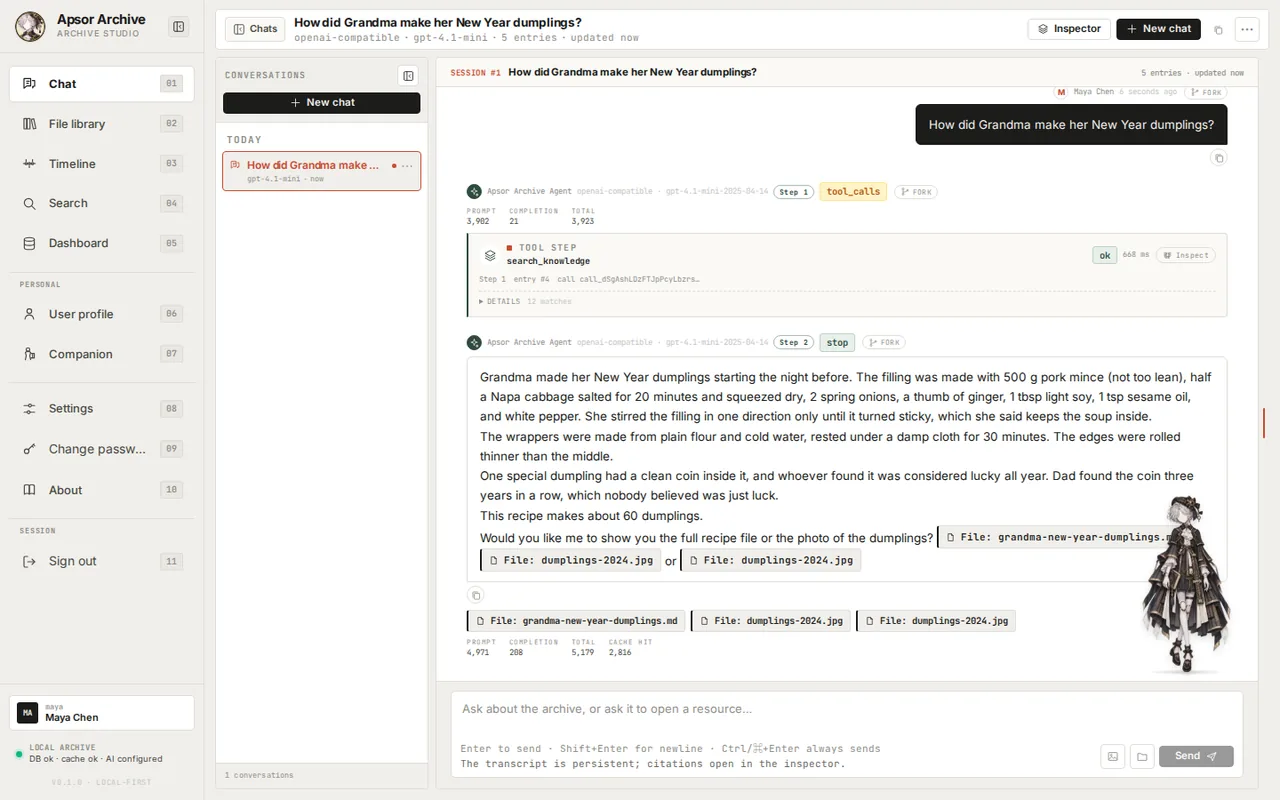 Apsor Archive
ARCHIVE STUDIO
Chat 01
File library 02
Timeline 03
Search 04
Dashboard 05
PERSONAL
User profile 06
Companion 07
Settings 08
Change passw... 09
About 10
SESSION
Sign out 11
MA
maya
Maya Chen
LOCAL ARCHIVE
DB ok · cache ok · AI configured
V0.1.0 · LOCAL-FIRST
Chats
How did Grandma make her New Year dumplings?
openai-compatible · gpt-4.1-mini · 5 entries · updated now
Inspector
New chat
CONVERSATIONS
New chat
TODAY
How did Grandma make ...
gpt-4.1-mini · now
1 conversations
SESSION #1 How did Grandma make her New Year dumplings?
5 entries · updated now
M Maya Chen 6 seconds ago FORK
How did Grandma make her New Year dumplings?
Apsor Archive Agent openai-compatible · gpt-4.1-mini-2025-04-14 Step 1 tool_calls FORK
PROMPT COMPLETION TOTAL
3,902 21 3,923
TOOL STEP
search_knowledge
ok 668 ms Inspect
Step 1 entry #4 call call_dSgAshLDzFTJpPcyLbzrs…
DETAILS 12 matches
Apsor Archive Agent openai-compatible · gpt-4.1-mini-2025-04-14 Step 2 stop FORK
Grandma made her New Year dumplings starting the night before. The filling was made with 500 g pork mince (not too lean), half
a Napa cabbage salted for 20 minutes and squeezed dry, 2 spring onions, a thumb of ginger, 1 tbsp light soy, 1 tsp sesame oil,
and white pepper. She stirred the filling in one direction only until it turned sticky, which she said keeps the soup inside.
The wrappers were made from plain flour and cold water, rested under a damp cloth for 30 minutes. The edges were rolled
thinner than the middle.
One special dumpling had a clean coin inside it, and whoever found it was considered lucky all year. Dad found the coin three
years in a row, which nobody believed was just luck.
This recipe makes about 60 dumplings.
Would you like me to show you the full recipe file or the photo of the dumplings? File: grandma-new-year-dumplings.m
File: dumplings-2024.jpg or File: dumplings-2024.jpg
File: grandma-new-year-dumplings.md File: dumplings-2024.jpg File: dumplings-2024.jpg
PROMPT COMPLETION TOTAL CACHE HIT
4,971 208 5,179 2,816
Ask about the archive, or ask it to open a resource...
Enter to send · Shift+Enter for newline · Ctrl/⌘+Enter always sends
The transcript is persistent; citations open in the inspector.
Send